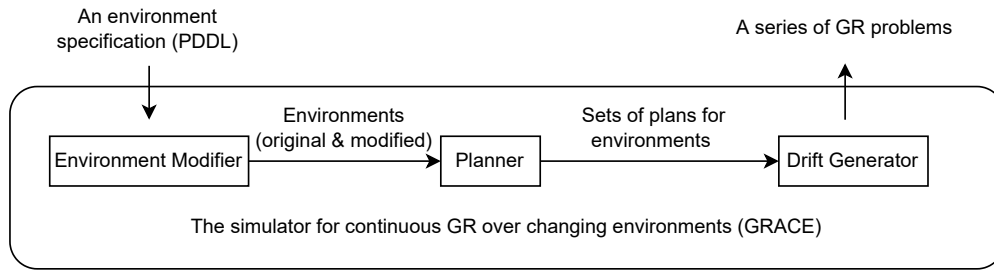 An environment
specification (PDDL)
A series of GR problems
Environment Modifier
Environments
(original & modified)
Planner
Sets of plans for
environments
Drift Generator
The simulator for continuous GR over changing environments (GRACE)